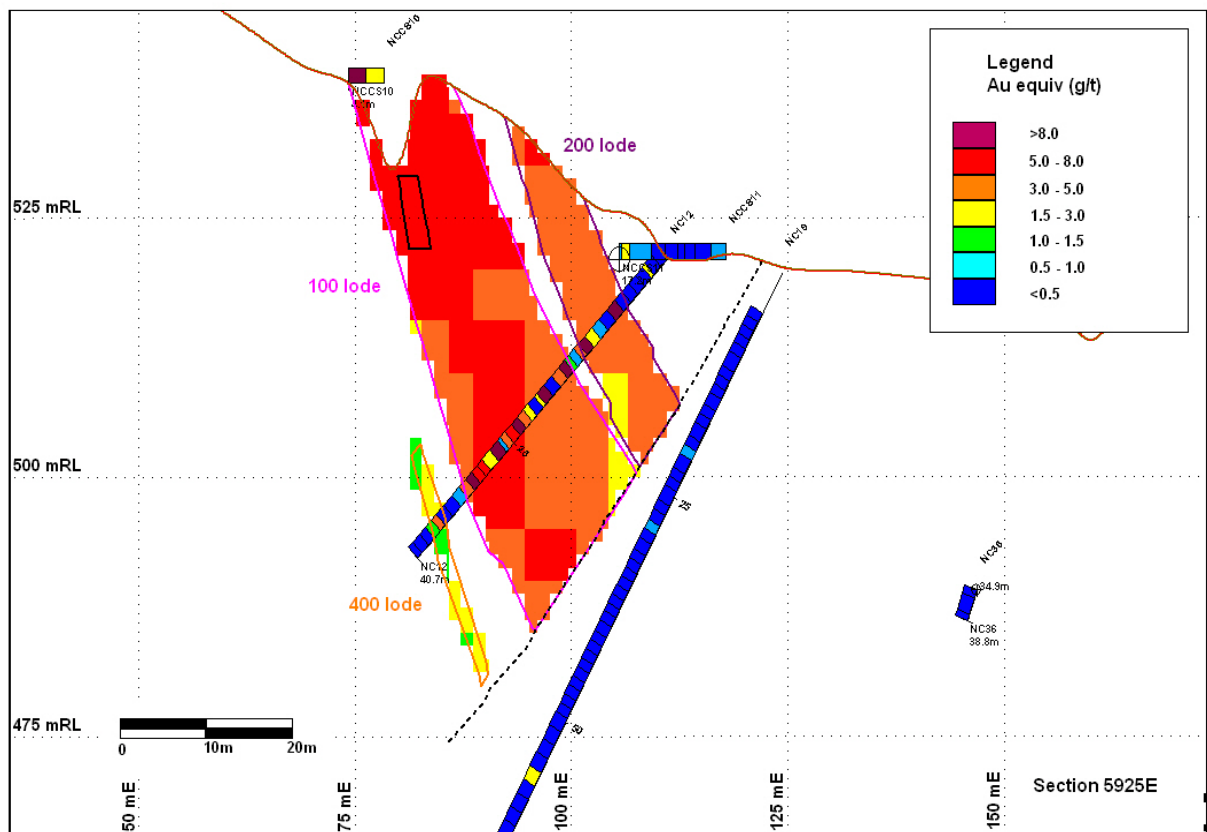 NCCS10
NCCS10
Legend
Au equiv (g/t)
>8.0
5.0 - 8.0
3.0 - 5.0
1.5 - 3.0
1.0 - 1.5
0.5 - 1.0
<0.5
200 lode
525 mRL
NC12
NCCS11
NC19
100 lode
500 mRL
25
25
NC12
40.7m
400 lode
NC36
34.9m
NC36
38.8m
475 mRL
50
0
10m
20m
50 mE
75 mE
100 mE
125 mE
150 mE
Section 5925E